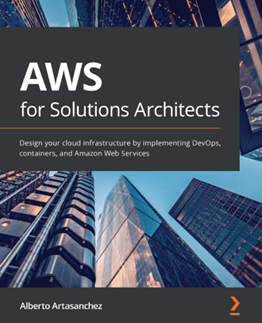 AWS
for Solutions Architects
Design your cloud infrastructure by implementing DevOps,
containers, and Amazon Web Services
Alberto Artasanchez